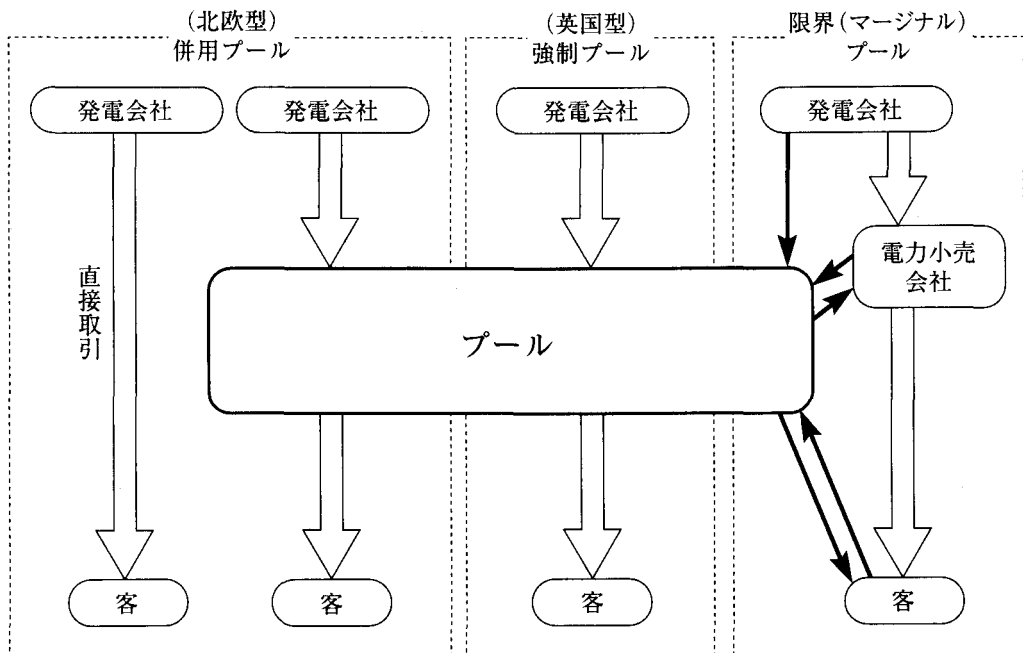 (北欧型)
併用プール
(英国型)
強制プール
限界(マージナル)
プール
発電会社
発電会社
発電会社
発電会社
電力小売
会社
直接取引
プール
客
客
客
客